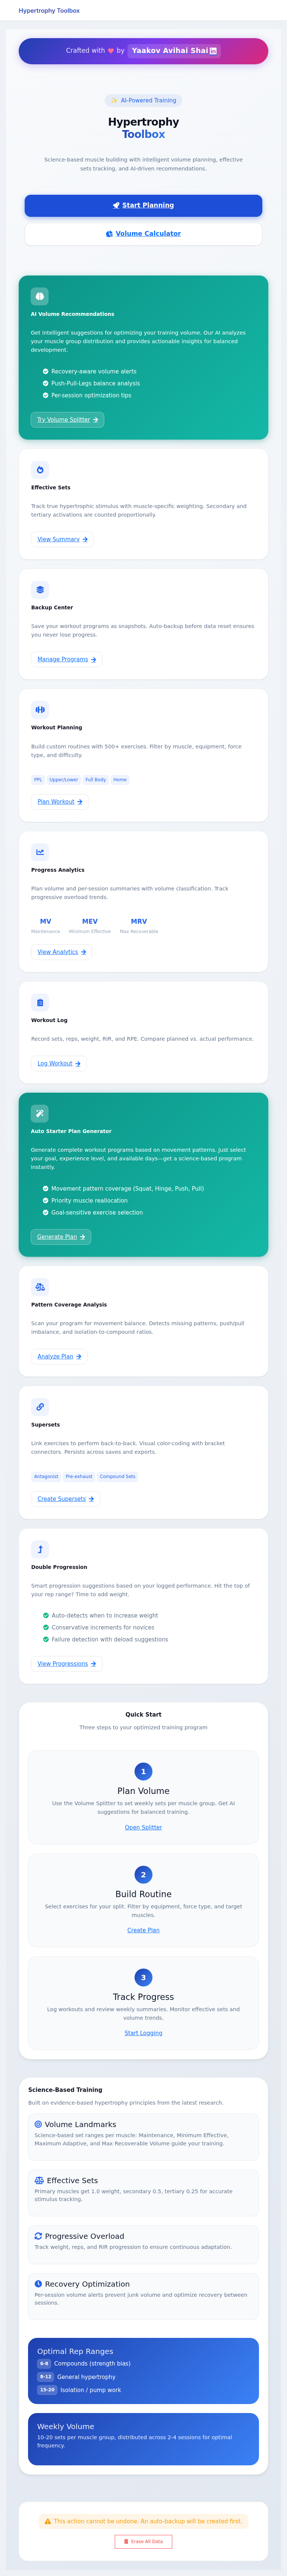 Hypertrophy Toolbox
Crafted with 💗 by Yaakov Avihai Shai
✨ AI-Powered Training
Hypertrophy
Toolbox
Science-based muscle building with intelligent volume planning, effective
sets tracking, and AI-driven recommendations.
Start Planning
Volume Calculator
AI Volume Recommendations
Get intelligent suggestions for optimizing your training volume. Our AI analyzes
your muscle group distribution and provides actionable insights for balanced
development.
Recovery-aware volume alerts
Push-Pull-Legs balance analysis
Per-session optimization tips
Try Volume Splitter
Effective Sets
Track true hypertrophic stimulus with muscle-specific weighting. Secondary and
tertiary activations are counted proportionally.
View Summary
Backup Center
Save your workout programs as snapshots. Auto-backup before data reset ensures
you never lose progress.
Manage Programs
Workout Planning
Build custom routines with 500+ exercises. Filter by muscle, equipment, force
type, and difficulty.
PPL Upper/Lower Full Body Home
Plan Workout
Progress Analytics
Plan volume and per-session summaries with volume classification. Track
progressive overload trends.
MV MEV MRV
Maintenance Minimum Effective Max Recoverable
View Analytics
Workout Log
Record sets, reps, weight, RIR, and RPE. Compare planned vs. actual performance.
Log Workout
Auto Starter Plan Generator
Generate complete workout programs based on movement patterns. Just select
your goal, experience level, and available days—get a science-based program
instantly.
Movement pattern coverage (Squat, Hinge, Push, Pull)
Priority muscle reallocation
Goal-sensitive exercise selection
Generate Plan
Pattern Coverage Analysis
Scan your program for movement balance. Detects missing patterns, push/pull
imbalance, and isolation-to-compound ratios.
Analyze Plan
Supersets
Link exercises to perform back-to-back. Visual color-coding with bracket
connectors. Persists across saves and exports.
Antagonist Pre-exhaust Compound Sets
Create Supersets
Double Progression
Smart progression suggestions based on your logged performance. Hit the top of
your rep range? Time to add weight.
Auto-detects when to increase weight
Conservative increments for novices
Failure detection with deload suggestions
View Progressions
Quick Start
Three steps to your optimized training program
1
Plan Volume
Use the Volume Splitter to set weekly sets per muscle group. Get AI
suggestions for balanced training.
Open Splitter
2
Build Routine
Select exercises for your split. Filter by equipment, force type, and target
muscles.
Create Plan
3
Track Progress
Log workouts and review weekly summaries. Monitor effective sets and
volume trends.
Start Logging
Science-Based Training
Built on evidence-based hypertrophy principles from the latest research.
Volume Landmarks
Science-based set ranges per muscle: Maintenance, Minimum Effective,
Maximum Adaptive, and Max Recoverable Volume guide your training.
Effective Sets
Primary muscles get 1.0 weight, secondary 0.5, tertiary 0.25 for accurate
stimulus tracking.
Progressive Overload
Track weight, reps, and RIR progression to ensure continuous adaptation.
Recovery Optimization
Per-session volume alerts prevent junk volume and optimize recovery between
sessions.
Optimal Rep Ranges
6-8 Compounds (strength bias)
8-12 General hypertrophy
15-20 Isolation / pump work
Weekly Volume
10-20 sets per muscle group, distributed across 2-4 sessions for optimal
frequency.
This action cannot be undone. An auto-backup will be created first.
Erase All Data